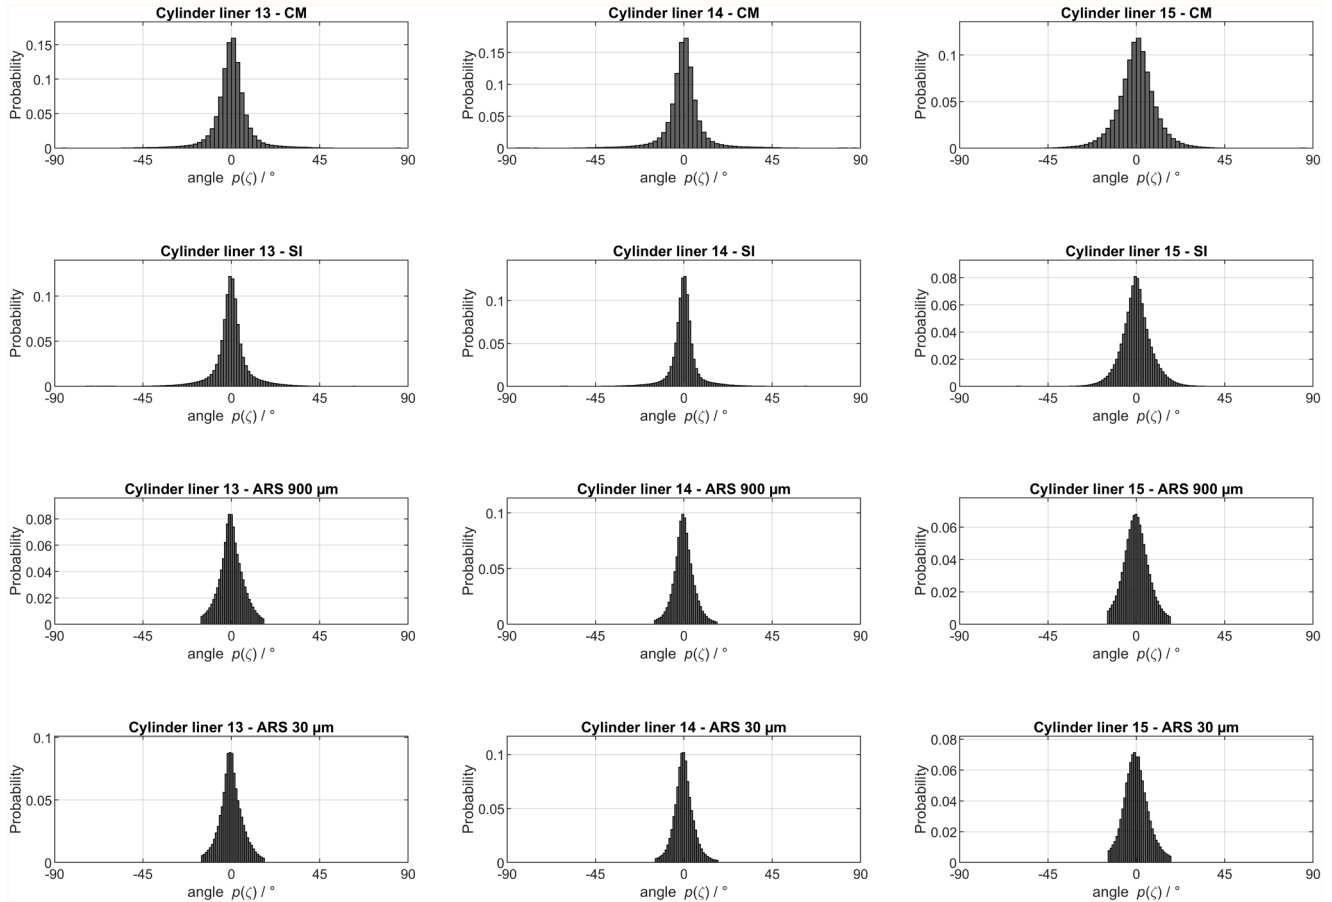 Cylinder liner 13 - CM
Probability
0.15
0.1
0.05
0
-90 -45 0 45 90
angle p(ζ) / °
Cylinder liner 14 - CM
Probability
0.15
0.1
0.05
0
-90 -45 0 45 90
angle p(ζ) / °
Cylinder liner 15 - CM
Probability
0.1
0.05
0
-90 -45 0 45 90
angle p(ζ) / °
Cylinder liner 13 - SI
Probability
0.1
0.05
0
-90 -45 0 45 90
angle p(ζ) / °
Cylinder liner 14 - SI
Probability
0.1
0.05
0
-90 -45 0 45 90
angle p(ζ) / °
Cylinder liner 15 - SI
Probability
0.08
0.06
0.04
0.02
0
-90 -45 0 45 90
angle p(ζ) / °
Cylinder liner 13 - ARS 900 µm
Probability
0.08
0.06
0.04
0.02
0
-90 -45 0 45 90
angle p(ζ) / °
Cylinder liner 14 - ARS 900 µm
Probability
0.1
0.05
0
-90 -45 0 45 90
angle p(ζ) / °
Cylinder liner 15 - ARS 900 µm
Probability
0.06
0.04
0.02
0
-90 -45 0 45 90
angle p(ζ) / °
Cylinder liner 13 - ARS 30 µm
Probability
0.1
0.05
0
-90 -45 0 45 90
angle p(ζ) / °
Cylinder liner 14 - ARS 30 µm
Probability
0.1
0.05
0
-90 -45 0 45 90
angle p(ζ) / °
Cylinder liner 15 - ARS 30 µm
Probability
0.08
0.06
0.04
0.02
0
-90 -45 0 45 90
angle p(ζ) / °